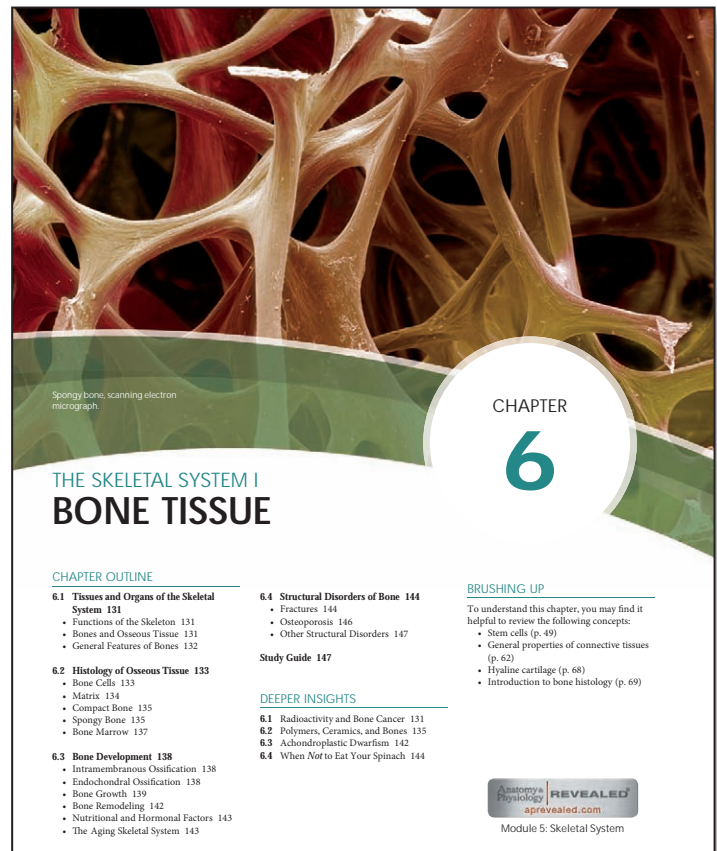 Spongy bone, scanning electron
micrograph.
CHAPTER
6
THE SKELETAL SYSTEM I
BONE TISSUE
CHAPTER OUTLINE
6.1 Tissues and Organs of the Skeletal
System 131
• Functions of the Skeleton 131
• Bones and Osseous Tissue 131
• General Features of Bones 132
6.2 Histology of Osseous Tissue 133
• Bone Cells 133
• Matrix 134
• Compact Bone 135
• Spongy Bone 135
• Bone Marrow 137
6.3 Bone Development 138
• Intramembranous Ossification 138
• Endochondral Ossification 138
• Bone Growth 139
• Bone Remodeling 142
• Nutritional and Hormonal Factors 143
• The Aging Skeletal System 143
6.4 Structural Disorders of Bone 144
• Fractures 144
• Osteoporosis 146
• Other Structural Disorders 147
Study Guide 147
DEEPER INSIGHTS
6.1 Radioactivity and Bone Cancer 131
6.2 Polymers, Ceramics, and Bones 135
6.3 Achondroplastic Dwarfism 142
6.4 When Not to Eat Your Spinach 144
BRUSHING UP
To understand this chapter, you may find it
helpful to review the following concepts:
• Stem cells (p. 49)
• General properties of connective tissues
(p. 62)
• Hyaline cartilage (p. 68)
• Introduction to bone histology (p. 69)
Anatomy &
Physiology
REVEALED®
aprevealed.com
Module 5: Skeletal System